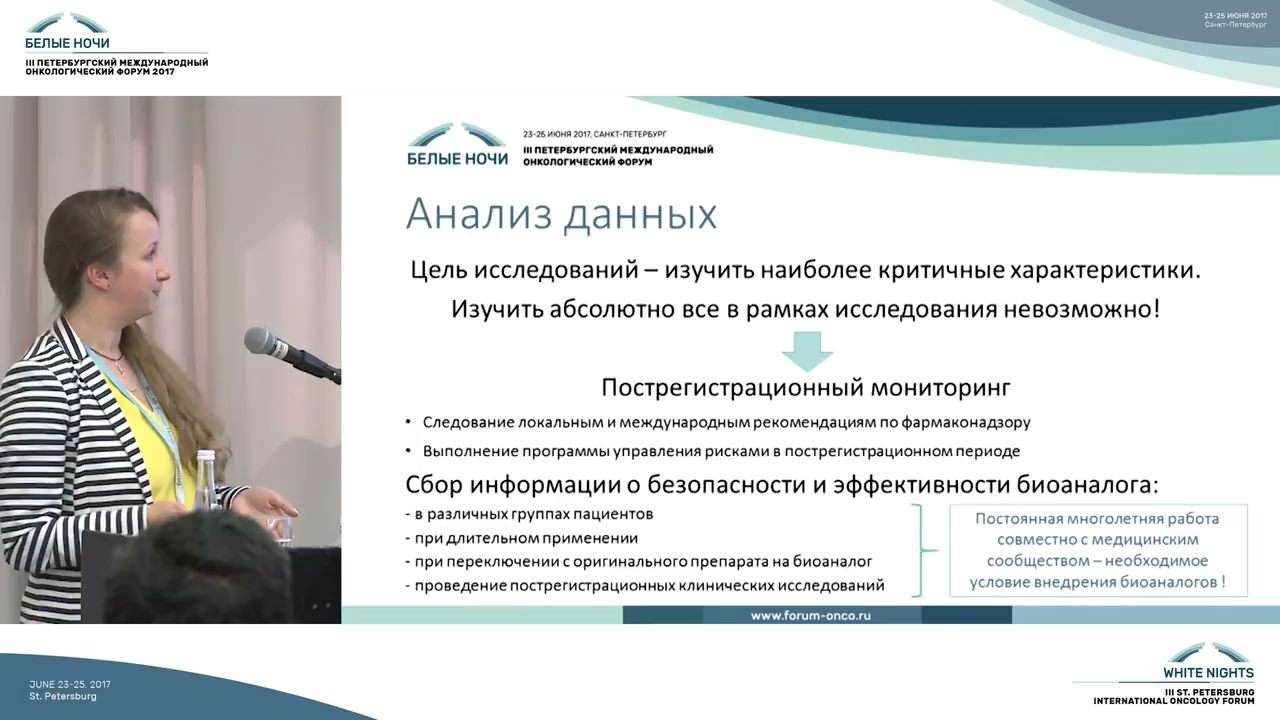 БЕЛЫЕ НОЧИ
III ПЕТЕРБУРГСКИЙ МЕЖДУНАРОДНЫЙ
ОНКОЛОГИЧЕСКИЙ ФОРУМ 2017
23-25 ИЮНЯ 2017
Санкт-Петербург
БЕЛЫЕ НОЧИ
23-25 ИЮНЯ 2017, САНКТ-ПЕТЕРБУРГ
III ПЕТЕРБУРГСКИЙ МЕЖДУНАРОДНЫЙ
ОНКОЛОГИЧЕСКИЙ ФОРУМ
Анализ данных
Цель исследований – изучить наиболее критичные характеристики.
Изучить абсолютно все в рамках исследования невозможно!
Пострегистрационный мониторинг
• Следование локальным и международным рекомендациям по фармаконадзору
• Выполнение программы управления рисками в пострегистрационном периоде
Сбор информации о безопасности и эффективности биоаналога:
- в различных группах пациентов
- при длительном применении
- при переключении с оригинального препарата на биоаналог
- проведение пострегистрационных клинических исследований
Постоянная многолетняя работа
совместно с медицинским
сообществом – необходимое
условие внедрения биоаналогов !
www.forum-onco.ru
JUNE 23-25, 2017
St. Petersburg
WHITE NIGHTS
III ST. PETERSBURG
INTERNATIONAL ONCOLOGY FORUM